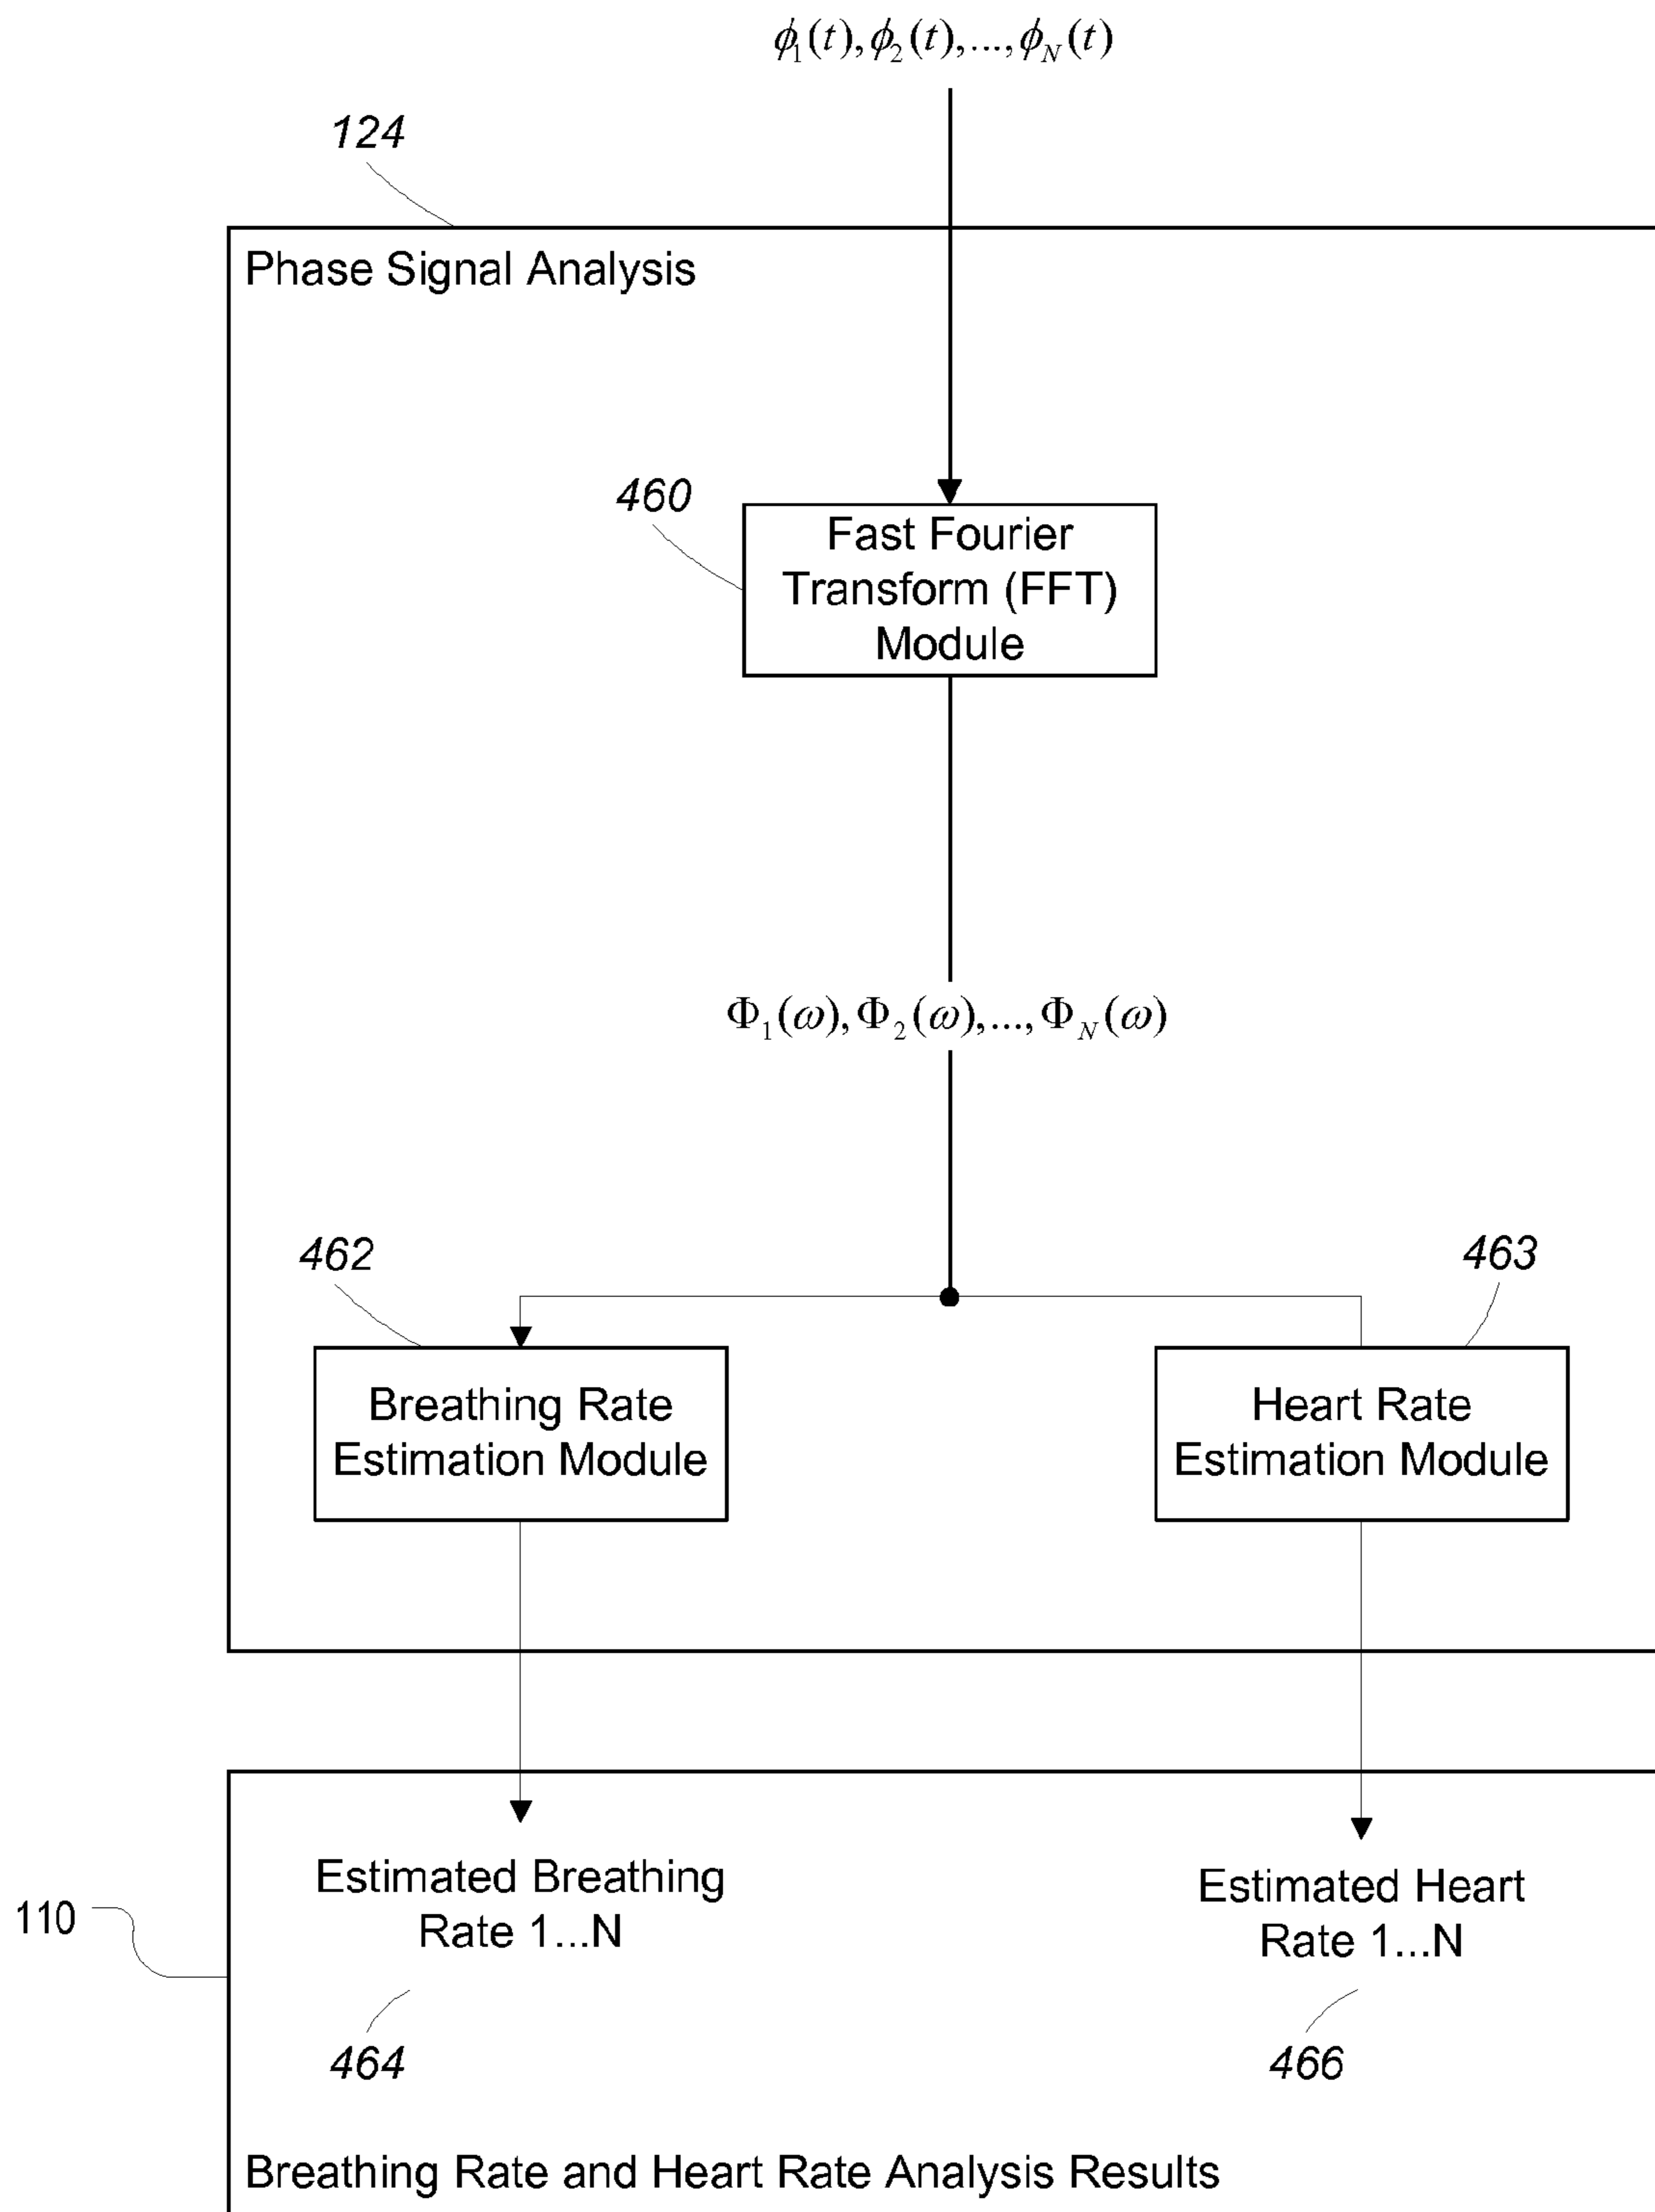 ϕ₁(t),ϕ₂(t),...,ϕ_N(t)
124
Phase Signal Analysis
460
Fast Fourier
Transform (FFT)
Module
Φ₁(ω),Φ₂(ω),...,Φ_N(ω)
462
463
Breathing Rate
Estimation Module
Heart Rate
Estimation Module
110
Estimated Breathing
Rate 1...N
464
Estimated Heart
Rate 1...N
466
Breathing Rate and Heart Rate Analysis Results